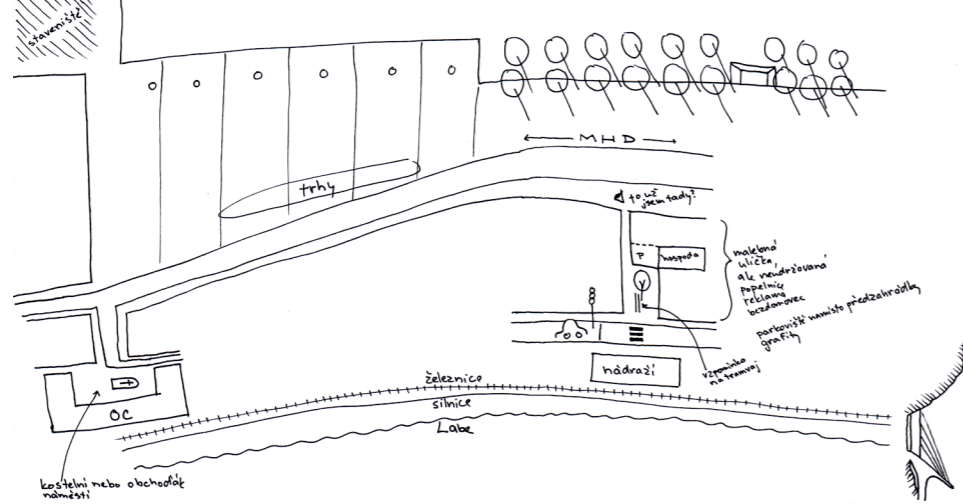 staveniště
MHD
trhy
to už
jsem tady?
P
hospoda
malebná
ulička,
ale neudržovaná
popelnice
reklama
bezdomovec
parkoviště namísto předzahrádky
grafity
vzpomínka
na tramvaj
nádraží
železnice
silnice
Labe
OC
kostelní nebo obchoďák
náměstí